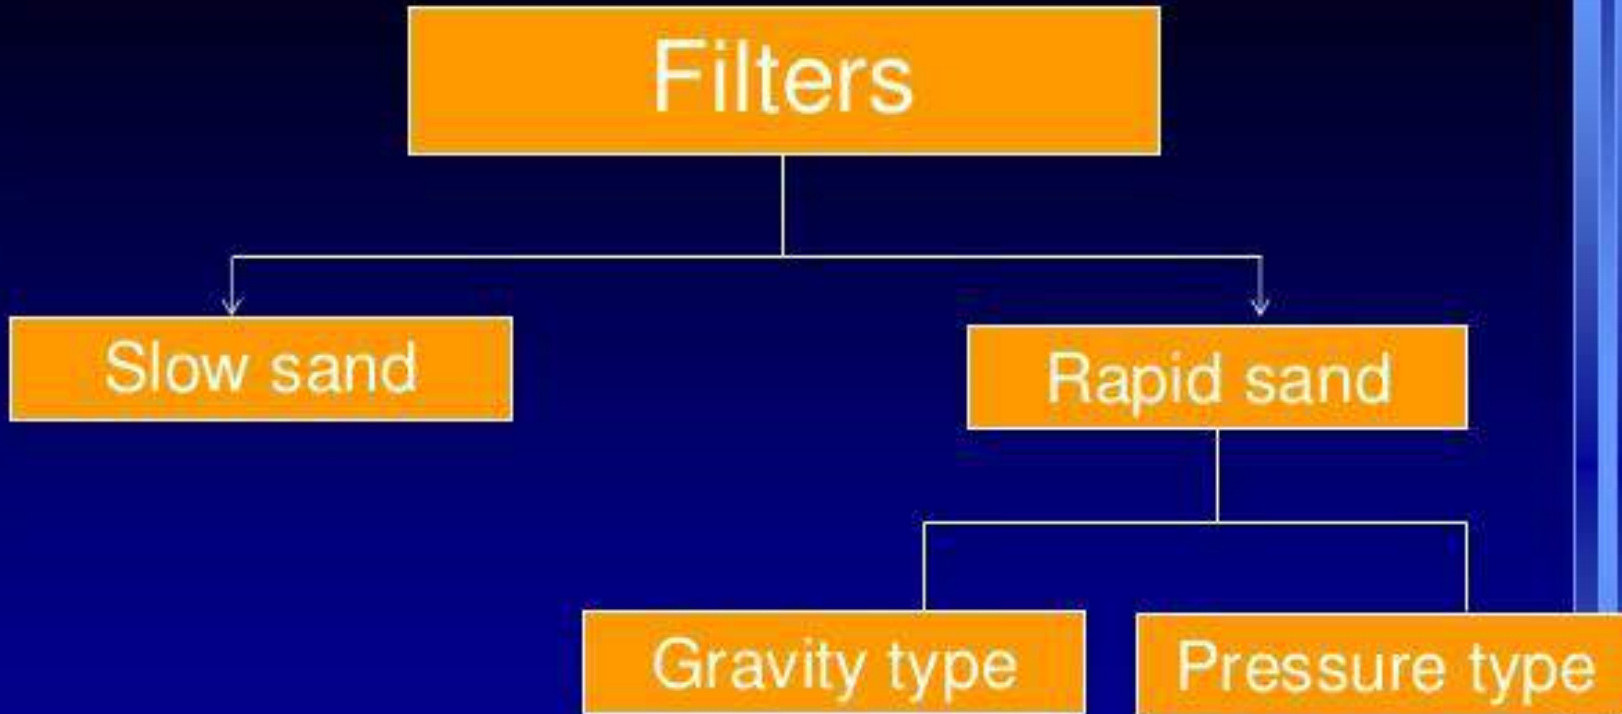 Filters
Slow sand
Rapid sand
Gravity type
Pressure type